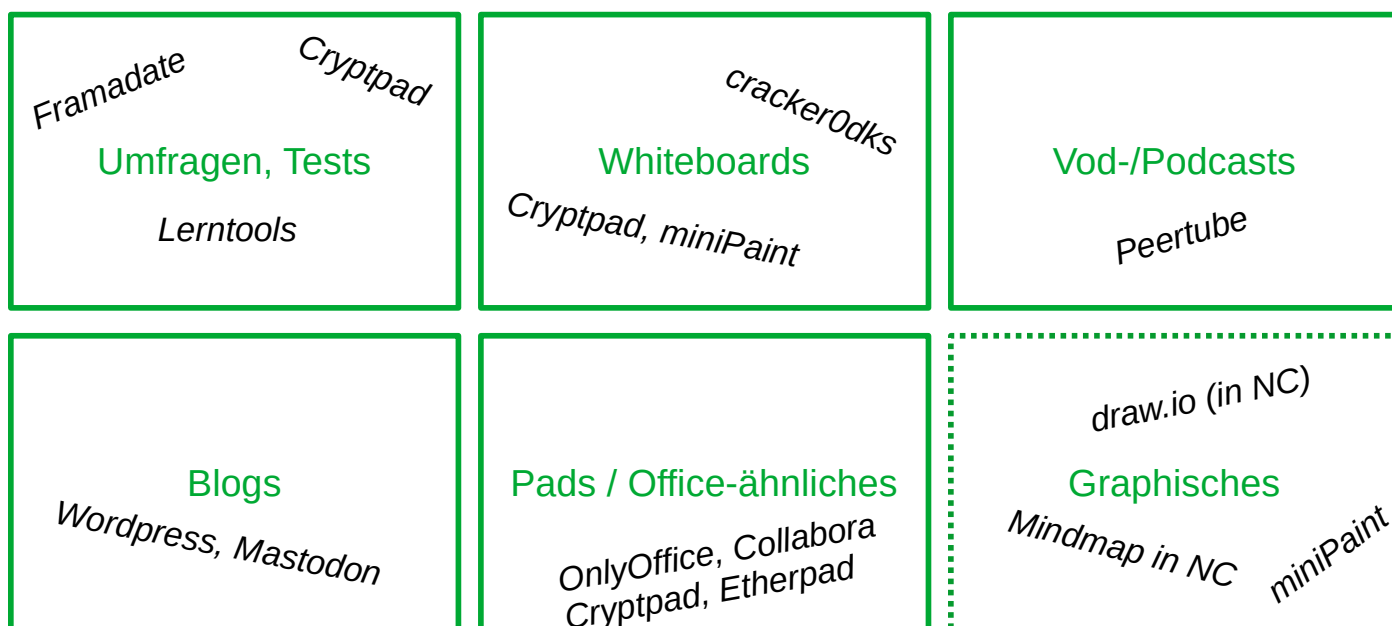 Framadate
Cryptpad
Umfragen, Tests
Lerntools
cracker0dks
Whiteboards
Cryptpad, miniPaint
Vod-/Podcasts
Peertube
Blogs
Wordpress, Mastodon
Pads / Office-ähnliches
OnlyOffice, Collabora
Cryptpad, Etherpad
draw.io (in NC)
Graphisches
Mindmap in NC
miniPaint